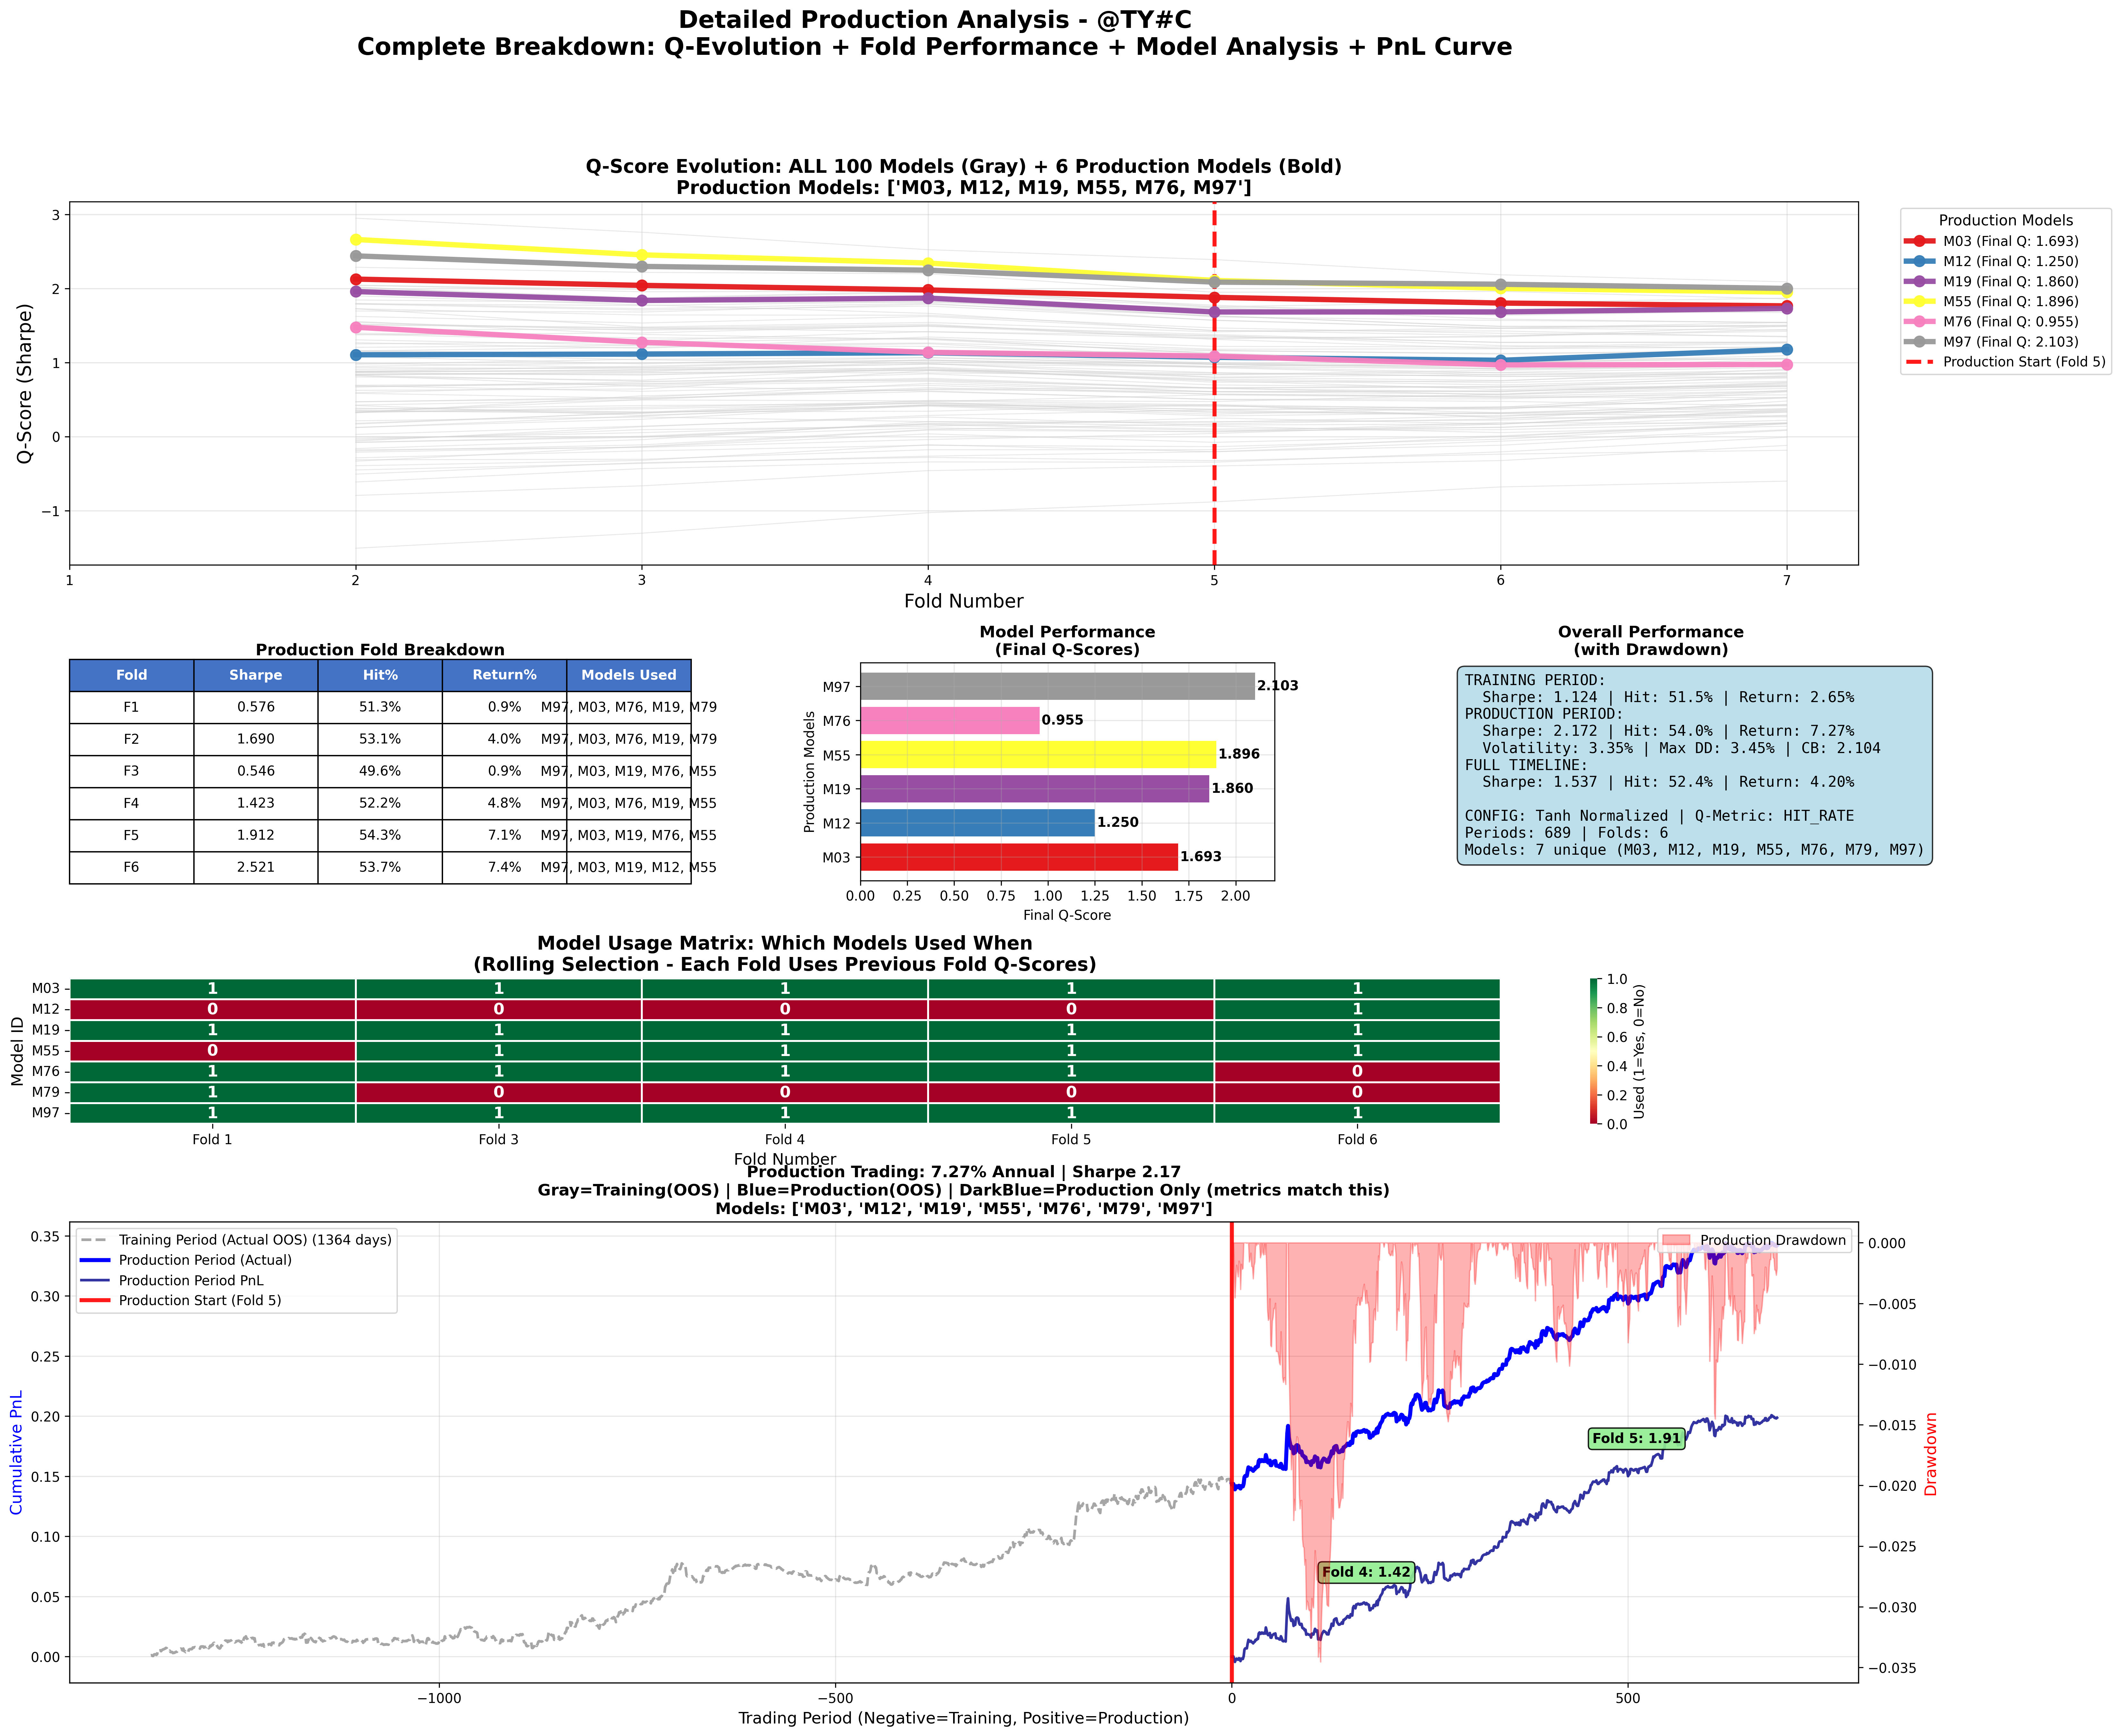 Detailed Production Analysis - @TY#C
Complete Breakdown: Q-Evolution + Fold Performance + Model Analysis + PnL Curve
Q-Score Evolution: ALL 100 Models (Gray) + 6 Production Models (Bold)
Production Models: ['M03, M12, M19, M55, M76, M97']
Q-Score (Sharpe)
3
2
1
0
−1
1 2 3 4 5 6 7
Fold Number
Production Models
M03 (Final Q: 1.693)
M12 (Final Q: 1.250)
M19 (Final Q: 1.860)
M55 (Final Q: 1.896)
M76 (Final Q: 0.955)
M97 (Final Q: 2.103)
Production Start (Fold 5)
Production Fold Breakdown
Fold Sharpe Hit% Return% Models Used
F1 0.576 51.3% 0.9% M97, M03, M76, M19, M79
F2 1.690 53.1% 4.0% M97, M03, M76, M19, M79
F3 0.546 49.6% 0.9% M97, M03, M19, M76, M55
F4 1.423 52.2% 4.8% M97, M03, M76, M19, M55
F5 1.912 54.3% 7.1% M97, M03, M19, M76, M55
F6 2.521 53.7% 7.4% M97, M03, M19, M12, M55
Model Performance
(Final Q-Scores)
Production Models
M97 2.103
M76 0.955
M55 1.896
M19 1.860
M12 1.250
M03 1.693
0.00 0.25 0.50 0.75 1.00 1.25 1.50 1.75 2.00
Final Q-Score
Overall Performance
(with Drawdown)
TRAINING PERIOD:
Sharpe: 1.124 | Hit: 51.5% | Return: 2.65%
PRODUCTION PERIOD:
Sharpe: 2.172 | Hit: 54.0% | Return: 7.27%
Volatility: 3.35% | Max DD: 3.45% | CB: 2.104
FULL TIMELINE:
Sharpe: 1.537 | Hit: 52.4% | Return: 4.20%
CONFIG: Tanh Normalized | Q-Metric: HIT_RATE
Periods: 689 | Folds: 6
Models: 7 unique (M03, M12, M19, M55, M76, M79, M97)
Model Usage Matrix: Which Models Used When
(Rolling Selection - Each Fold Uses Previous Fold Q-Scores)
Model ID
M03 1 1 1 1 1
M12 0 0 0 0 1
M19 1 1 1 1 1
M55 0 1 1 1 1
M76 1 1 1 1 0
M79 1 0 0 0 0
M97 1 1 1 1 1
Fold 1 Fold 3 Fold 4 Fold 5 Fold 6
Fold Number
1.0
0.8
0.6
0.4
0.2
0.0
Used (1=Yes, 0=No)
Production Trading: 7.27% Annual | Sharpe 2.17
Gray=Training(OOS) | Blue=Production(OOS) | DarkBlue=Production Only (metrics match this)
Models: ['M03', 'M12', 'M19', 'M55', 'M76', 'M79', 'M97']
Training Period (Actual OOS) (1364 days)
Production Period (Actual)
Production Period PnL
Production Start (Fold 5)
Production Drawdown
Cumulative PnL
0.35
0.30
0.25
0.20
0.15
0.10
0.05
0.00
Fold 5: 1.91
Fold 4: 1.42
0.000
−0.005
−0.010
−0.015
−0.020
−0.025
−0.030
−0.035
Drawdown
−1000 −500 0 500
Trading Period (Negative=Training, Positive=Production)